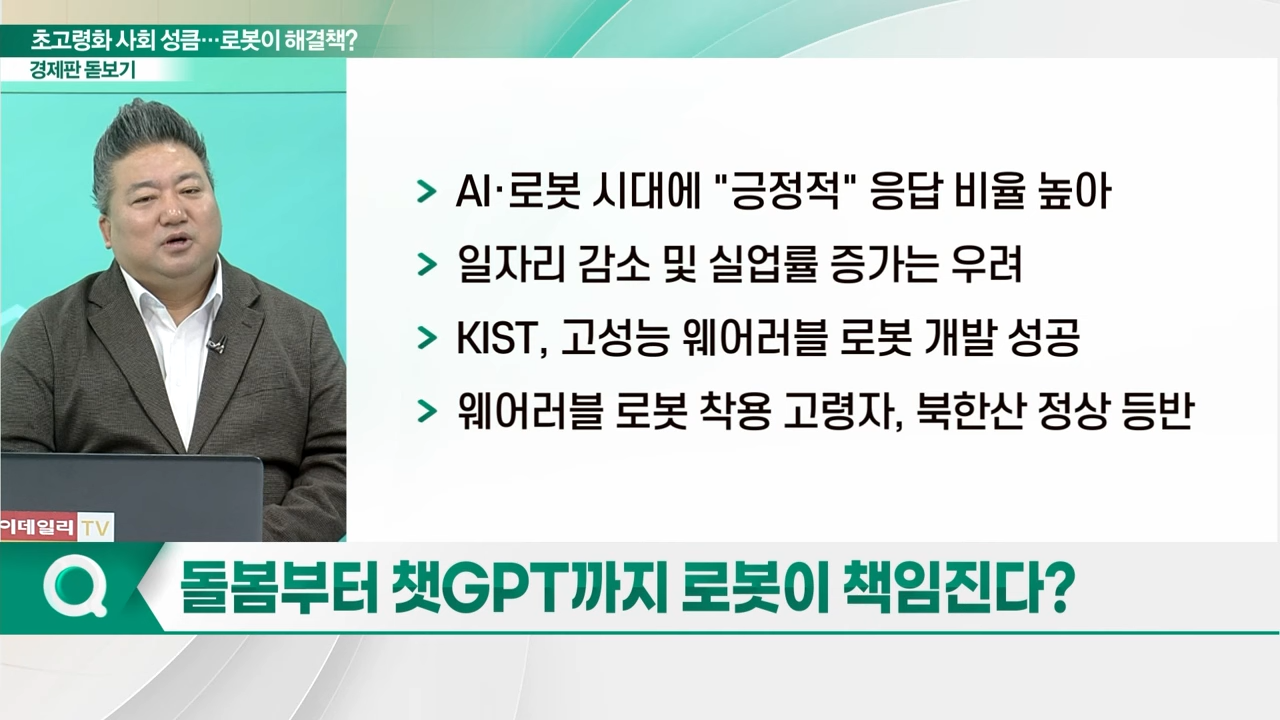 초고령화 사회 성큼…로봇이 해결책?
경제판 돋보기
> AI·로봇 시대에 "긍정적" 응답 비율 높아
> 일자리 감소 및 실업률 증가는 우려
> KIST, 고성능 웨어러블 로봇 개발 성공
> 웨어러블 로봇 착용 고령자, 북한산 정상 등반
이데일리 TV
돌봄부터 챗GPT까지 로봇이 책임진다?